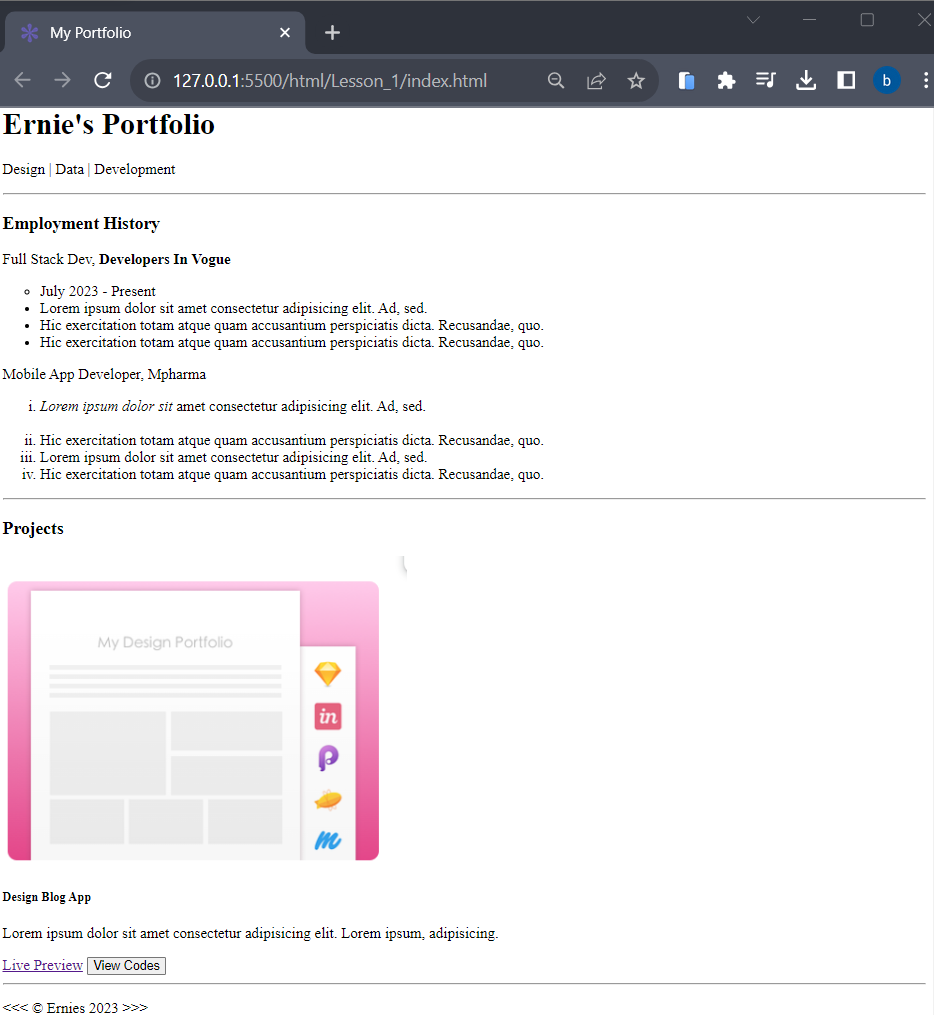 My Portfolio
127.0.0.1:5500/html/Lesson_1/index.html
b
Ernie's Portfolio
Design | Data | Development
Employment History
Full Stack Dev, Developers In Vogue
July 2023 - Present
Lorem ipsum dolor sit amet consectetur adipisicing elit. Ad, sed.
Hic exercitation totam atque quam accusantium perspiciatis dicta. Recusandae, quo.
Hic exercitation totam atque quam accusantium perspiciatis dicta. Recusandae, quo.
Mobile App Developer, Mpharma
i. Lorem ipsum dolor sit amet consectetur adipisicing elit. Ad, sed.
ii. Hic exercitation totam atque quam accusantium perspiciatis dicta. Recusandae, quo.
iii. Lorem ipsum dolor sit amet consectetur adipisicing elit. Ad, sed.
iv. Hic exercitation totam atque quam accusantium perspiciatis dicta. Recusandae, quo.
Projects
My Design Portfolio
in
Design Blog App
Lorem ipsum dolor sit amet consectetur adipisicing elit. Lorem ipsum, adipisicing.
Live Preview View Codes
<<< © Ernies 2023 >>>